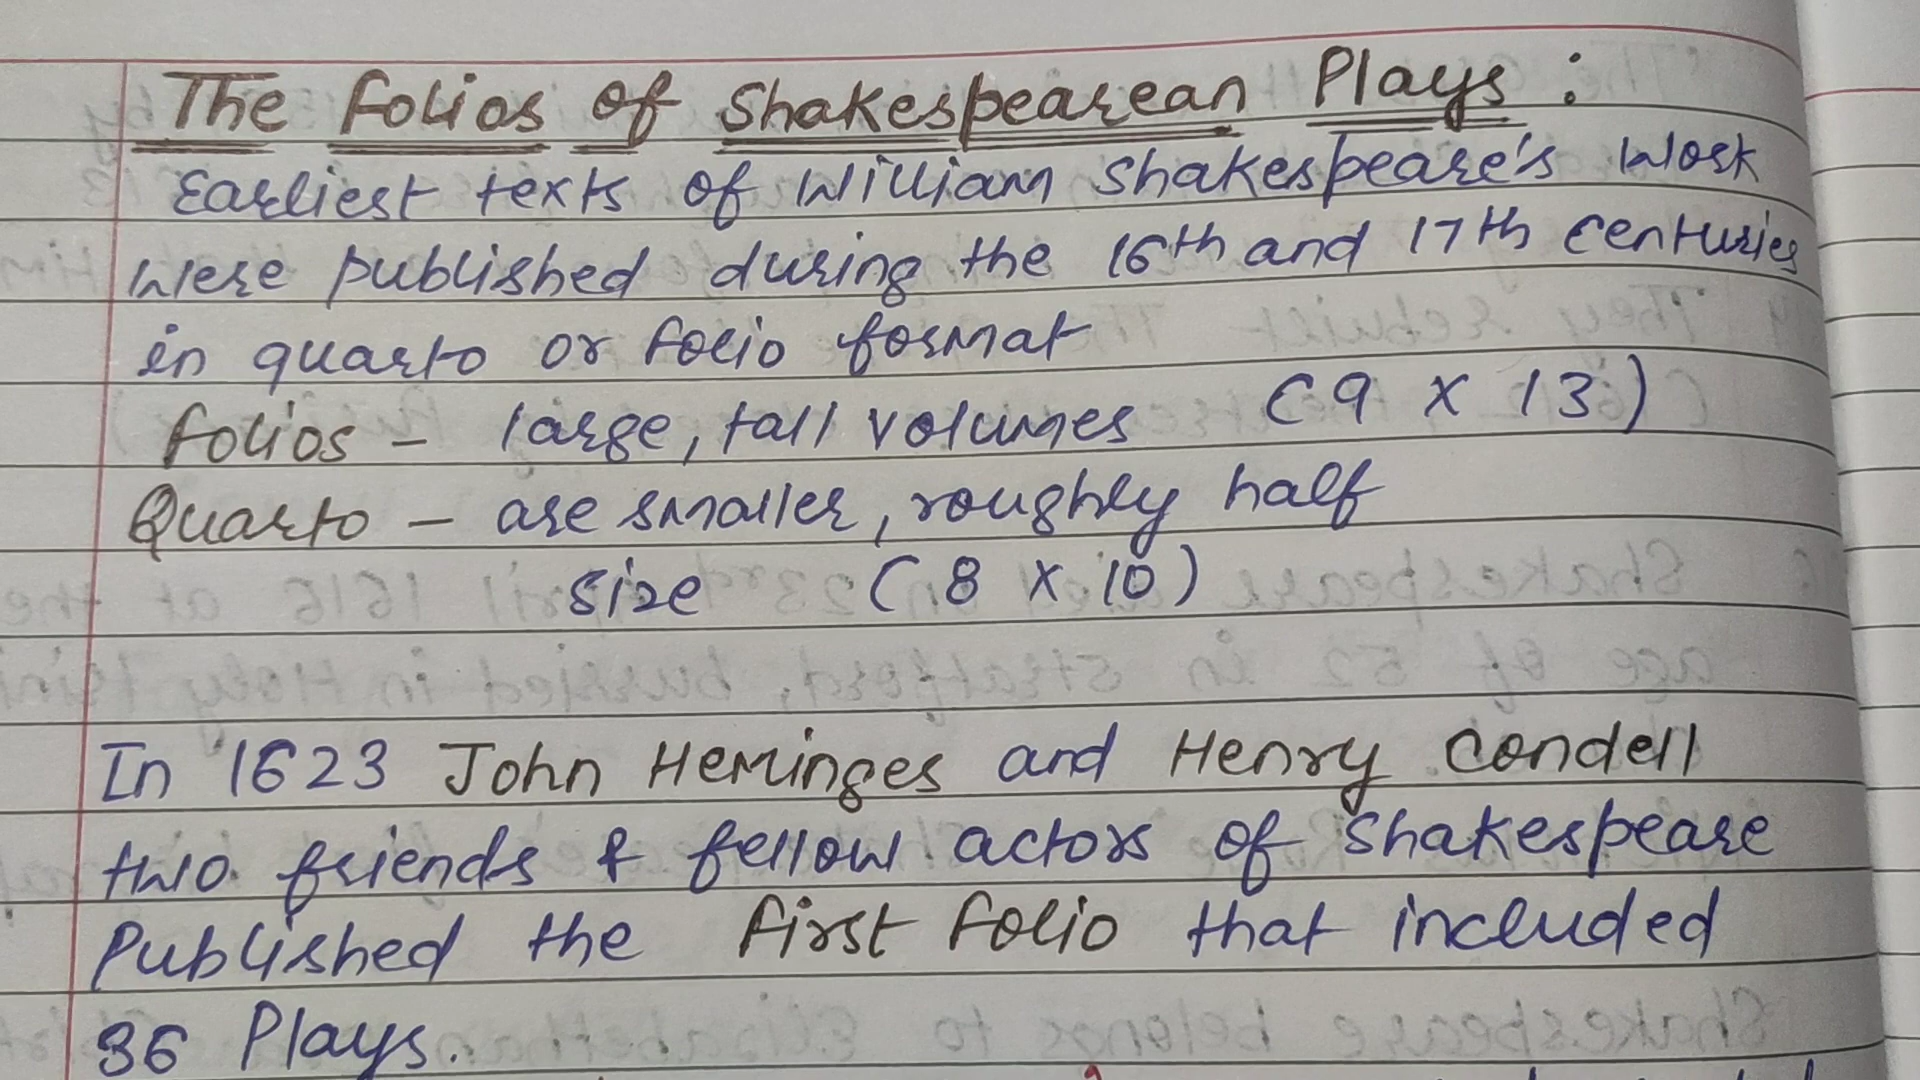 The Folios of Shakespearean Plays :
Earliest texts of William Shakespeare's Work
were published during the 16th and 17th centuries
in quarto or folio format
folios - large, tall volumes (9 X 13)
Quarto - are smaller, roughly half
size (8 X 10)
In 1623 John Heminges and Henry Condell
two friends & fellow actors of Shakespeare
Published the first folio that included
36 Plays.